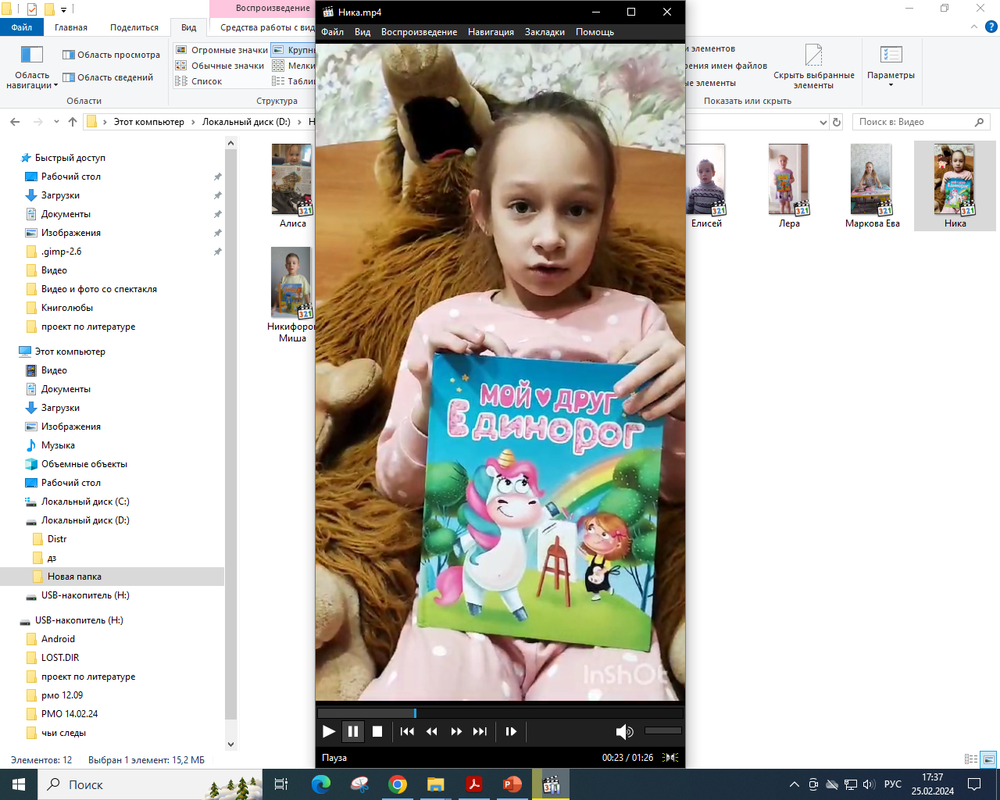 Воспроизведение
Ника.mp4
Файл
Главная
Поделиться
Вид
Средства работы с вид
Файл Вид Воспроизведение Навигация Закладки Помощь
Область навигации
Область просмотра
Область сведений
Области
Огромные значки
Обычные значки
Список
Крупн
Мелки
Таблиц
Структура
элементов
рения имен файлов
ые элементы
Показать или скрыть
Скрыть выбранные
элементы
Параметры
Этот компьютер
Локальный диск (D:)
Н
Поиск в: Видео
Быстрый доступ
Рабочий стол
Загрузки
Документы
Изображения
.gimp-2.6
Видео
Видео и фото со спектакля
Книголюбы
проект по литературе
Этот компьютер
Видео
Документы
Загрузки
Изображения
Музыка
Объемные объекты
Рабочий стол
Локальный диск (C:)
Локальный диск (D:)
Distr
дз
Новая папка
USB-накопитель (H:)
USB-накопитель (H:)
Android
LOST.DIR
проект по литературе
рмо 12.09
РМО 14.02.24
чьи следы
Алиса
Никифоров
Миша
Елисей
Лера
Маркова Ева
Ника
321
321
321
321
321
321
МОЙ ДРУГ
ЕДИНОРОГ
InShOt
Пауза
00:23 / 01:26
Элементов: 12
Выбран 1 элемент: 15,2 МБ
Поиск
РУС
17:37
25.02.2024